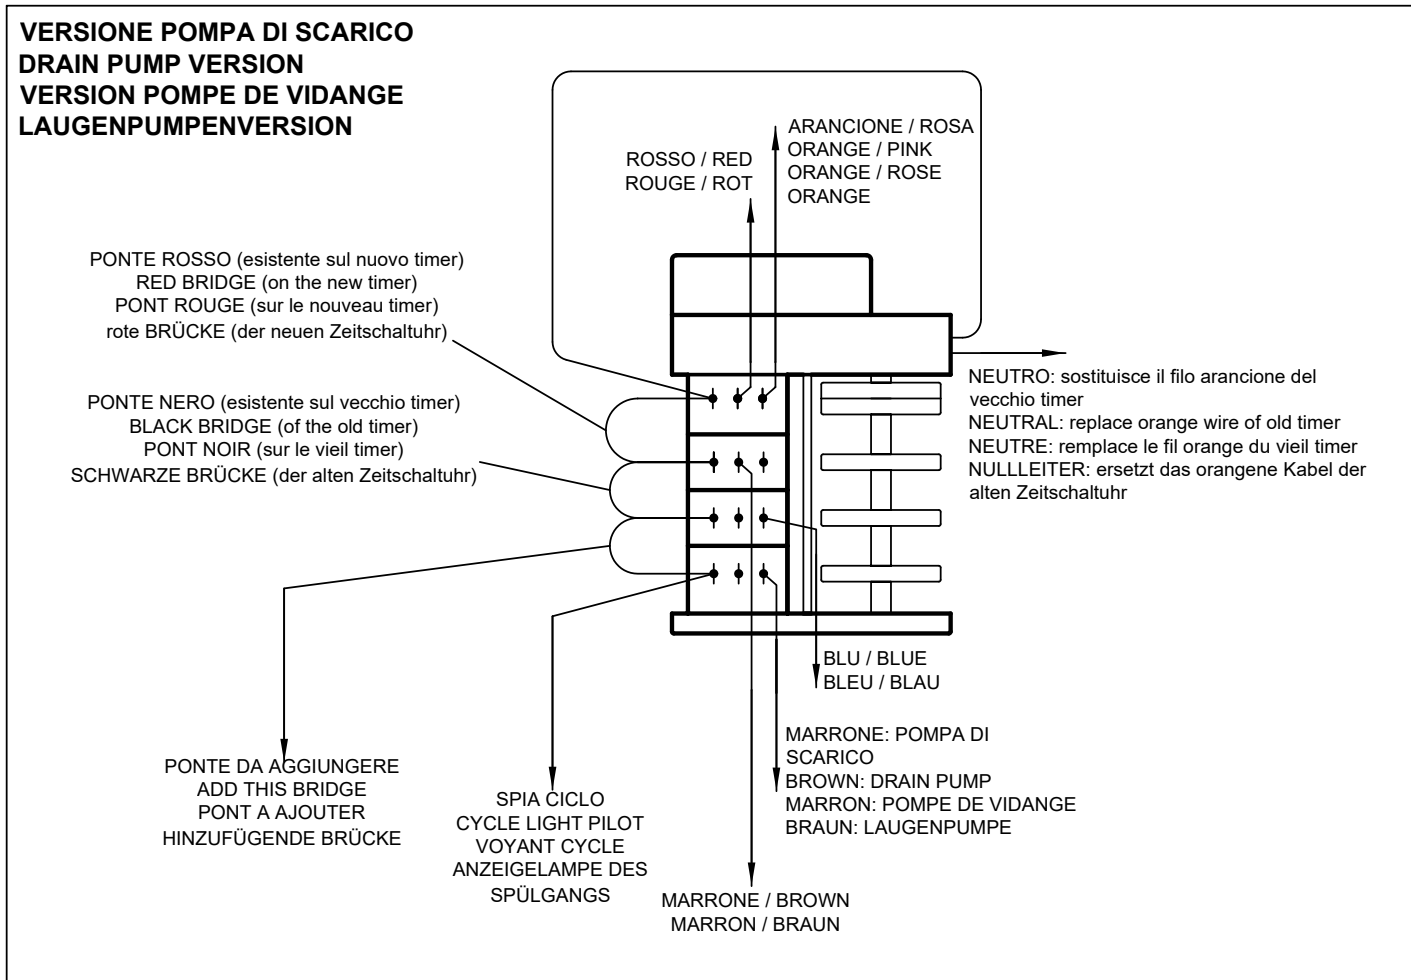 VERSIONE POMPA DI SCARICO
DRAIN PUMP VERSION
VERSION POMPE DE VIDANGE
LAUGENPUMPENVERSION
ARANCIONE / ROSA
ORANGE / PINK
ORANGE / ROSE
ORANGE
ROSSO / RED
ROUGE / ROT
PONTE ROSSO (esistente sul nuovo timer)
RED BRIDGE (on the new timer)
PONT ROUGE (sur le nouveau timer)
rote BRÜCKE (der neuen Zeitschaltuhr)
PONTE NERO (esistente sul vecchio timer)
BLACK BRIDGE (of the old timer)
PONT NOIR (sur le vieil timer)
SCHWARZE BRÜCKE (der alten Zeitschaltuhr)
NEUTRO: sostituisce il filo arancione del
vecchio timer
NEUTRAL: replace orange wire of old timer
NEUTRE: remplace le fil orange du vieil timer
NULLLEITER: ersetzt das orangene Kabel der
alten Zeitschaltuhr
BLU / BLUE
BLEU / BLAU
MARRONE: POMPA DI
SCARICO
BROWN: DRAIN PUMP
MARRON: POMPE DE VIDANGE
BRAUN: LAUGENPUMPE
PONTE DA AGGIUNGERE
ADD THIS BRIDGE
PONT A AJOUTER
HINZUFÜGENDE BRÜCKE
SPIA CICLO
CYCLE LIGHT PILOT
VOYANT CYCLE
ANZEIGELAMPE DES
SPÜLGANGS
MARRONE / BROWN
MARRON / BRAUN